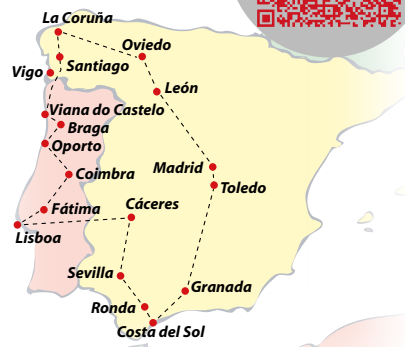 La Coruña
Oviedo
Santiago
Vigo
León
Viana do Castelo
Braga
Oporto
Madrid
Coimbra
Toledo
Cáceres
Fátima
Lisboa
Sevilla
Granada
Ronda
Costa del Sol